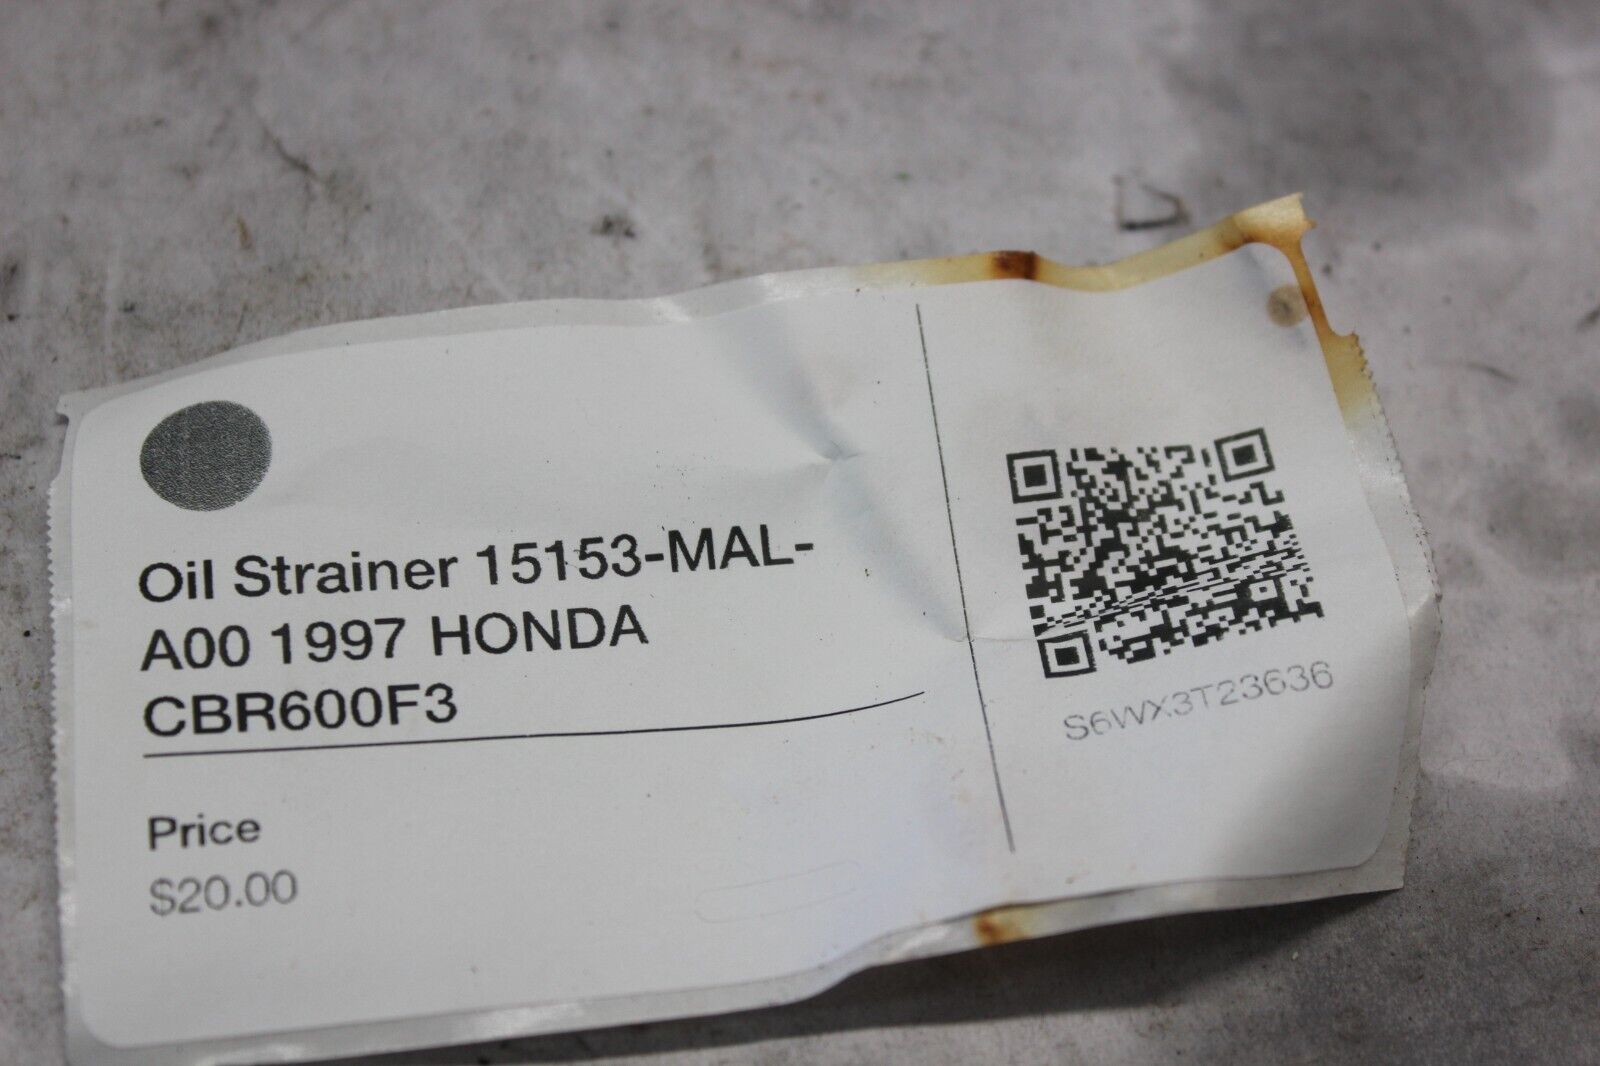 Oil Strainer 15153-MAL-
A00 1997 HONDA
CBR600F3
Price
$20.00
S6WX3T23636